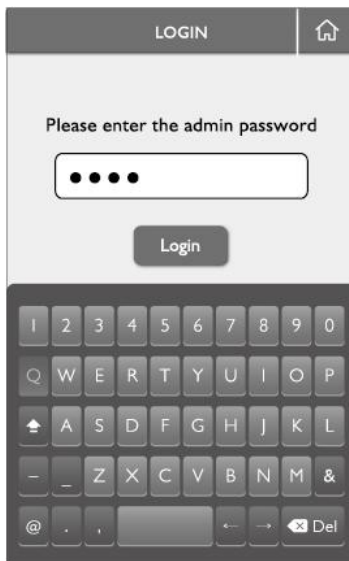 LOGIN
Please enter the admin password
Login
1 2 3 4 5 6 7 8 9 0
Q W E R T Y U I O P
A S D F G H J K L
- _ Z X C V B N M &
@ . , ← → Del